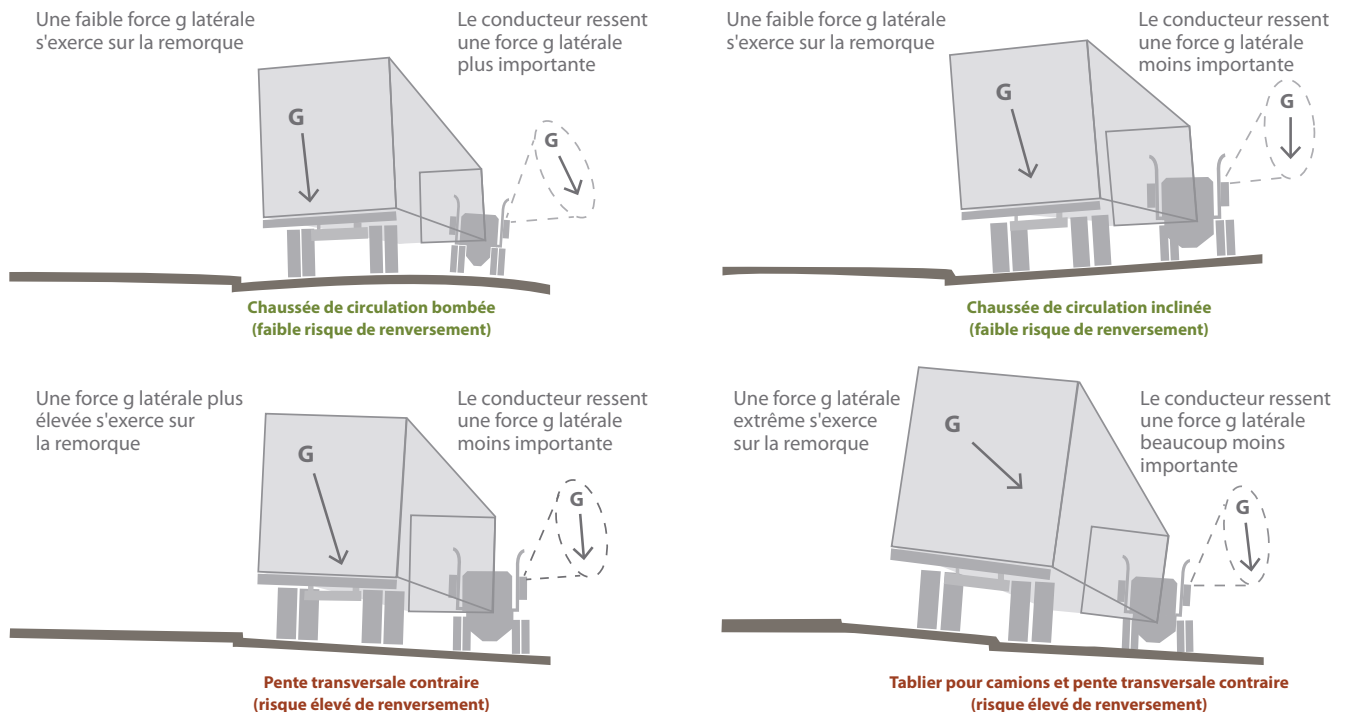 Une faible force g latérale
s'exerce sur la remorque
Le conducteur ressent
une force g latérale
plus importante
G
G
Chaussée de circulation bombée
(faible risque de renversement)
Une faible force g latérale
s'exerce sur la remorque
Le conducteur ressent
une force g latérale
moins importante
G
G
Chaussée de circulation inclinée
(faible risque de renversement)
Une force g latérale plus
élevée s'exerce sur
la remorque
Le conducteur ressent
une force g latérale
moins importante
G
G
Pente transversale contraire
(risque élevé de renversement)
Une force g latérale
extrême s'exerce
sur la remorque
Le conducteur ressent
une force g latérale
beaucoup moins
importante
G
G
Tablier pour camions et pente transversale contraire
(risque élevé de renversement)